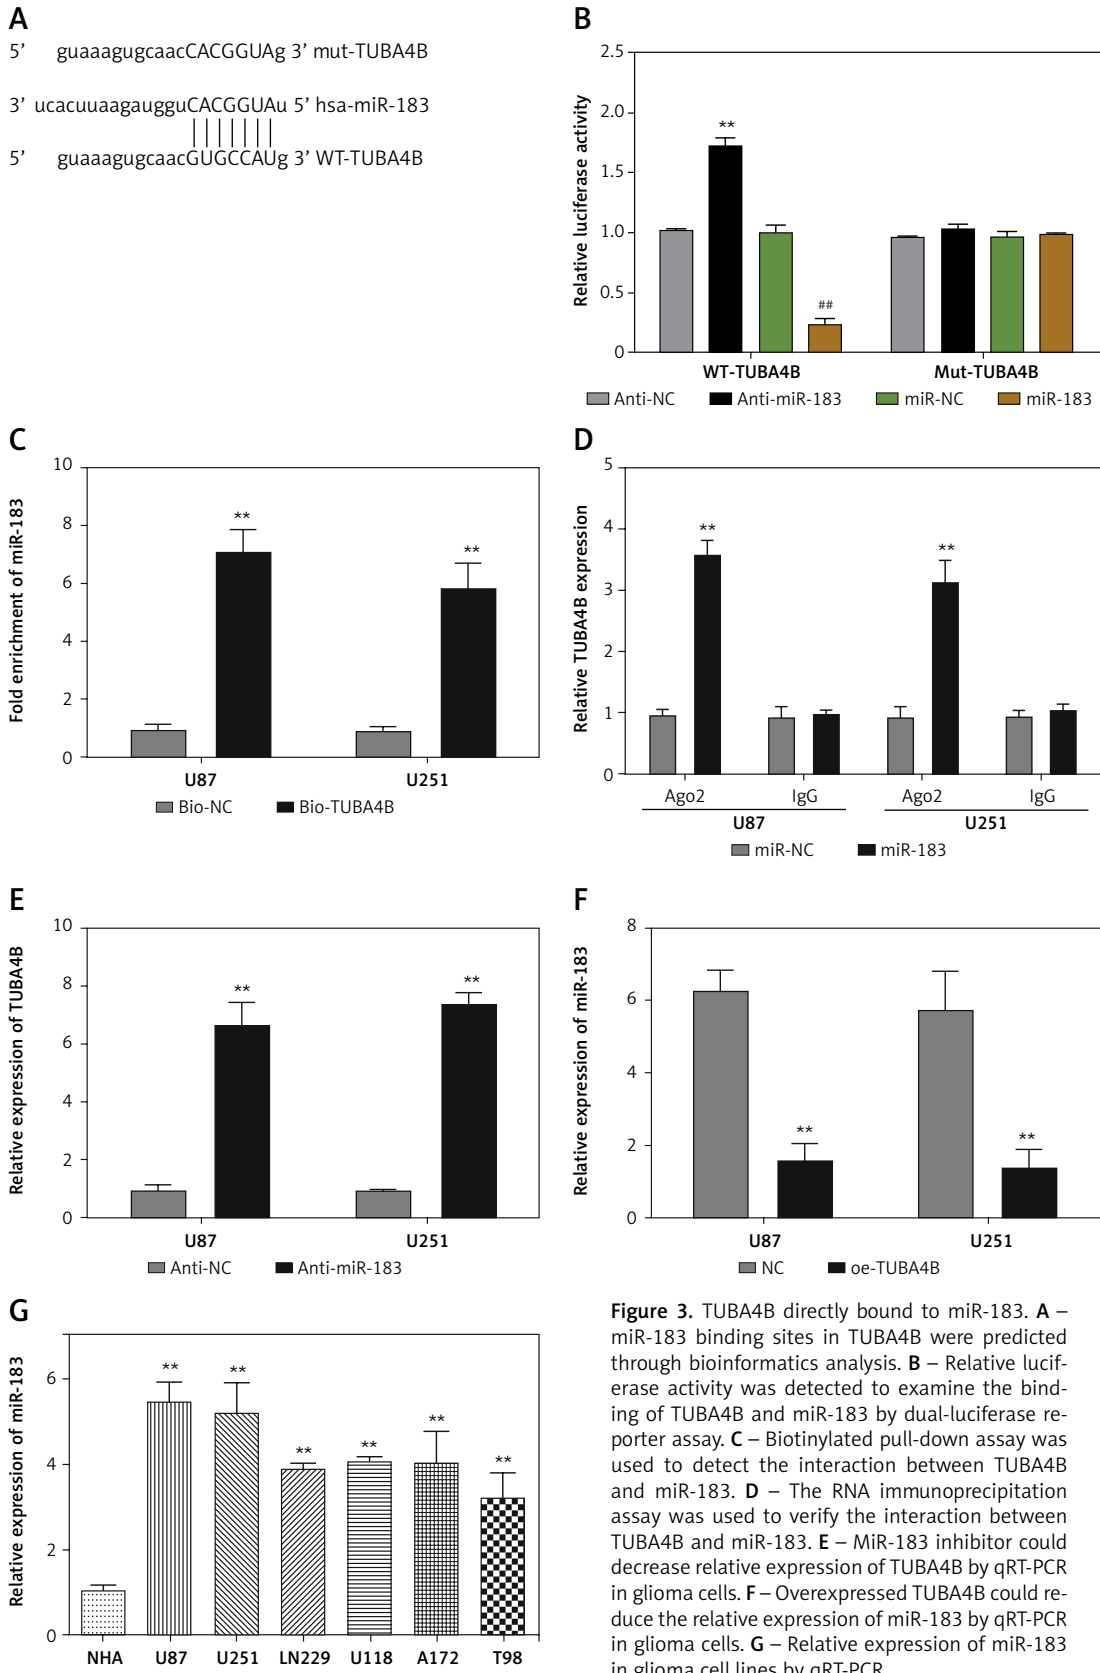 A
5’ guaaagugcaacCACGGUAg 3’ mut-TUBA4B
3’ ucacuuaagaugguCACGGUAu 5’ hsa-miR-183
5’ guaaagugcaacGUGCCAUg 3’ WT-TUBA4B
B
Relative luciferase activity
2.5
2.0
1.5
1.0
0.5
0
**
##
WT-TUBA4B Mut-TUBA4B
Anti-NC Anti-miR-183 miR-NC miR-183
C
Fold enrichment of miR-183
10
8
6
4
2
0
**
**
U87 U251
Bio-NC Bio-TUBA4B
D
Relative TUBA4B expression
5
4
3
2
1
0
**
**
Ago2 IgG Ago2 IgG
U87 U251
miR-NC miR-183
E
Relative expression of TUBA4B
10
8
6
4
2
0
**
**
U87 U251
Anti-NC Anti-miR-183
F
Relative expression of miR-183
8
6
4
2
0
**
**
U87 U251
NC oe-TUBA4B
G
Relative expression of miR-183
6
4
2
0
** ** ** ** ** **
NHA U87 U251 LN229 U118 A172 T98
Figure 3. TUBA4B directly bound to miR-183. A –
miR-183 binding sites in TUBA4B were predicted
through bioinformatics analysis. B – Relative lucif-
erase activity was detected to examine the bind-
ing of TUBA4B and miR-183 by dual-luciferase re-
porter assay. C – Biotinylated pull-down assay was
used to detect the interaction between TUBA4B
and miR-183. D – The RNA immunoprecipitation
assay was used to verify the interaction between
TUBA4B and miR-183. E – MiR-183 inhibitor could
decrease relative expression of TUBA4B by qRT-PCR
in glioma cells. F – Overexpressed TUBA4B could re-
duce the relative expression of miR-183 by qRT-PCR
in glioma cells. G – Relative expression of miR-183
in glioma cell lines by qRT-PCR